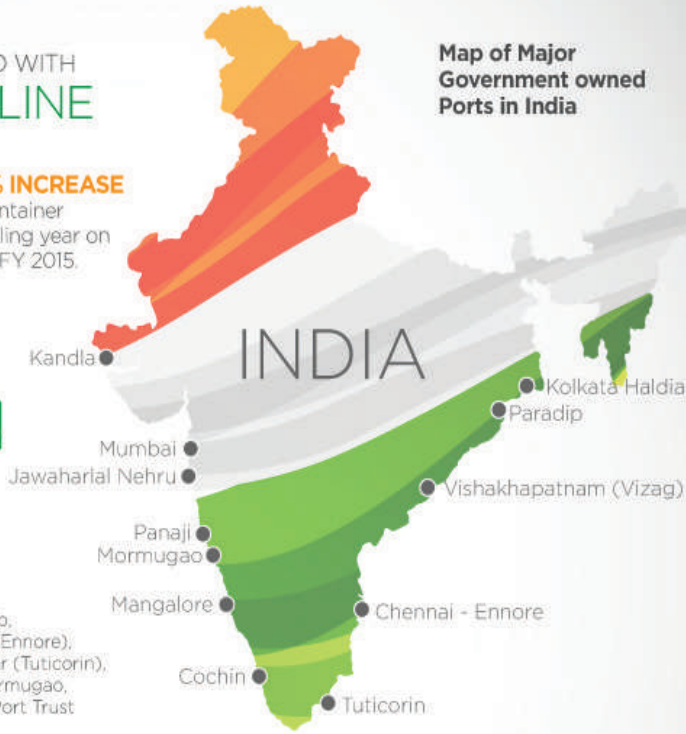 D WITH
LINE
% INCREASE
ntainer
ling year on
FY 2015.
Map of Major
Government owned
Ports in India
INDIA
Kandla
Kolkata Haldia
Paradip
Mumbai
Jawaharial Nehru
Vishakhapatnam (Vizag)
Panaji
Mormugao
Mangalore
Chennai - Ennore
Cochin
Tuticorin
o,
Ennore),
r (Tuticorin),
rmugao,
Port Trust